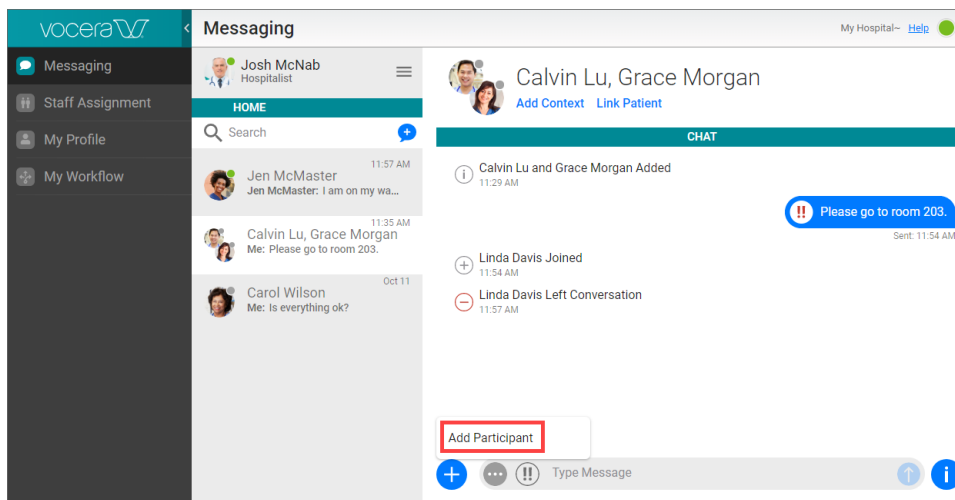 vocera
Messaging
My Hospital~ Help
Messaging
Staff Assignment
My Profile
My Workflow
Josh McNab
Hospitalist
HOME
Search
11:57 AM
Jen McMaster
Jen McMaster: I am on my wa...
11:35 AM
Calvin Lu, Grace Morgan
Me: Please go to room 203.
Oct 11
Carol Wilson
Me: Is everything ok?
Calvin Lu, Grace Morgan
Add Context Link Patient
CHAT
Calvin Lu and Grace Morgan Added
11:29 AM
!! Please go to room 203.
Sent: 11:54 AM
Linda Davis Joined
11:54 AM
Linda Davis Left Conversation
11:57 AM
Add Participant
Type Message